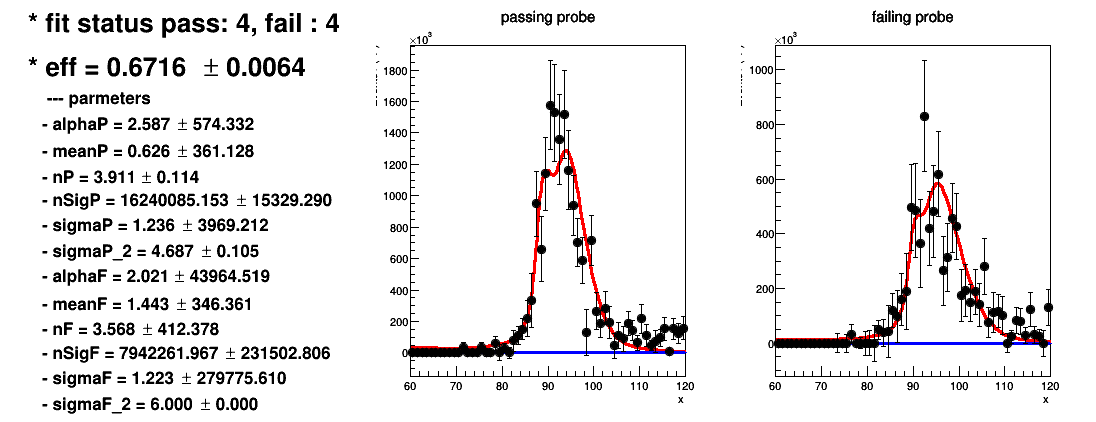 * fit status pass: 4, fail : 4
* eff = 0.6716 ± 0.0064
--- parmeters
- alphaP = 2.587 ± 574.332
- meanP = 0.626 ± 361.128
- nP = 3.911 ± 0.114
- nSigP = 16240085.153 ± 15329.290
- sigmaP = 1.236 ± 3969.212
- sigmaP_2 = 4.687 ± 0.105
- alphaF = 2.021 ± 43964.519
- meanF = 1.443 ± 346.361
- nF = 3.568 ± 412.378
- nSigF = 7942261.967 ± 231502.806
- sigmaF = 1.223 ± 279775.610
- sigmaF_2 = 6.000 ± 0.000
passing probe
×10³
1800
1600
1400
1200
1000
800
600
400
200
0
60 70 80 90 100 110 120
x
failing probe
×10³
1000
800
600
400
200
0
60 70 80 90 100 110 120
x